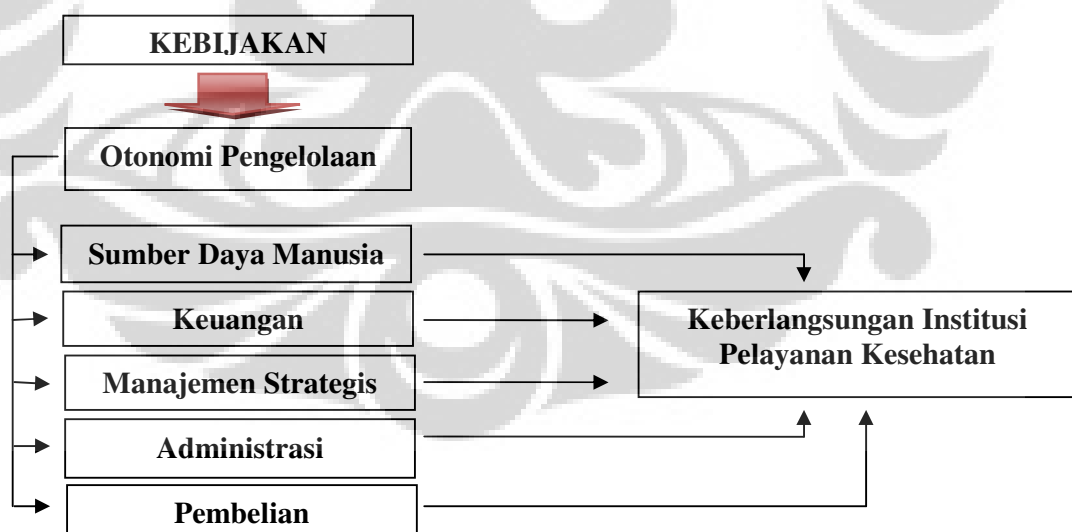 KEBIJAKAN
Otonomi Pengelolaan
Sumber Daya Manusia
Keuangan
Manajemen Strategis
Administrasi
Pembelian
Keberlangsungan Institusi
Pelayanan Kesehatan